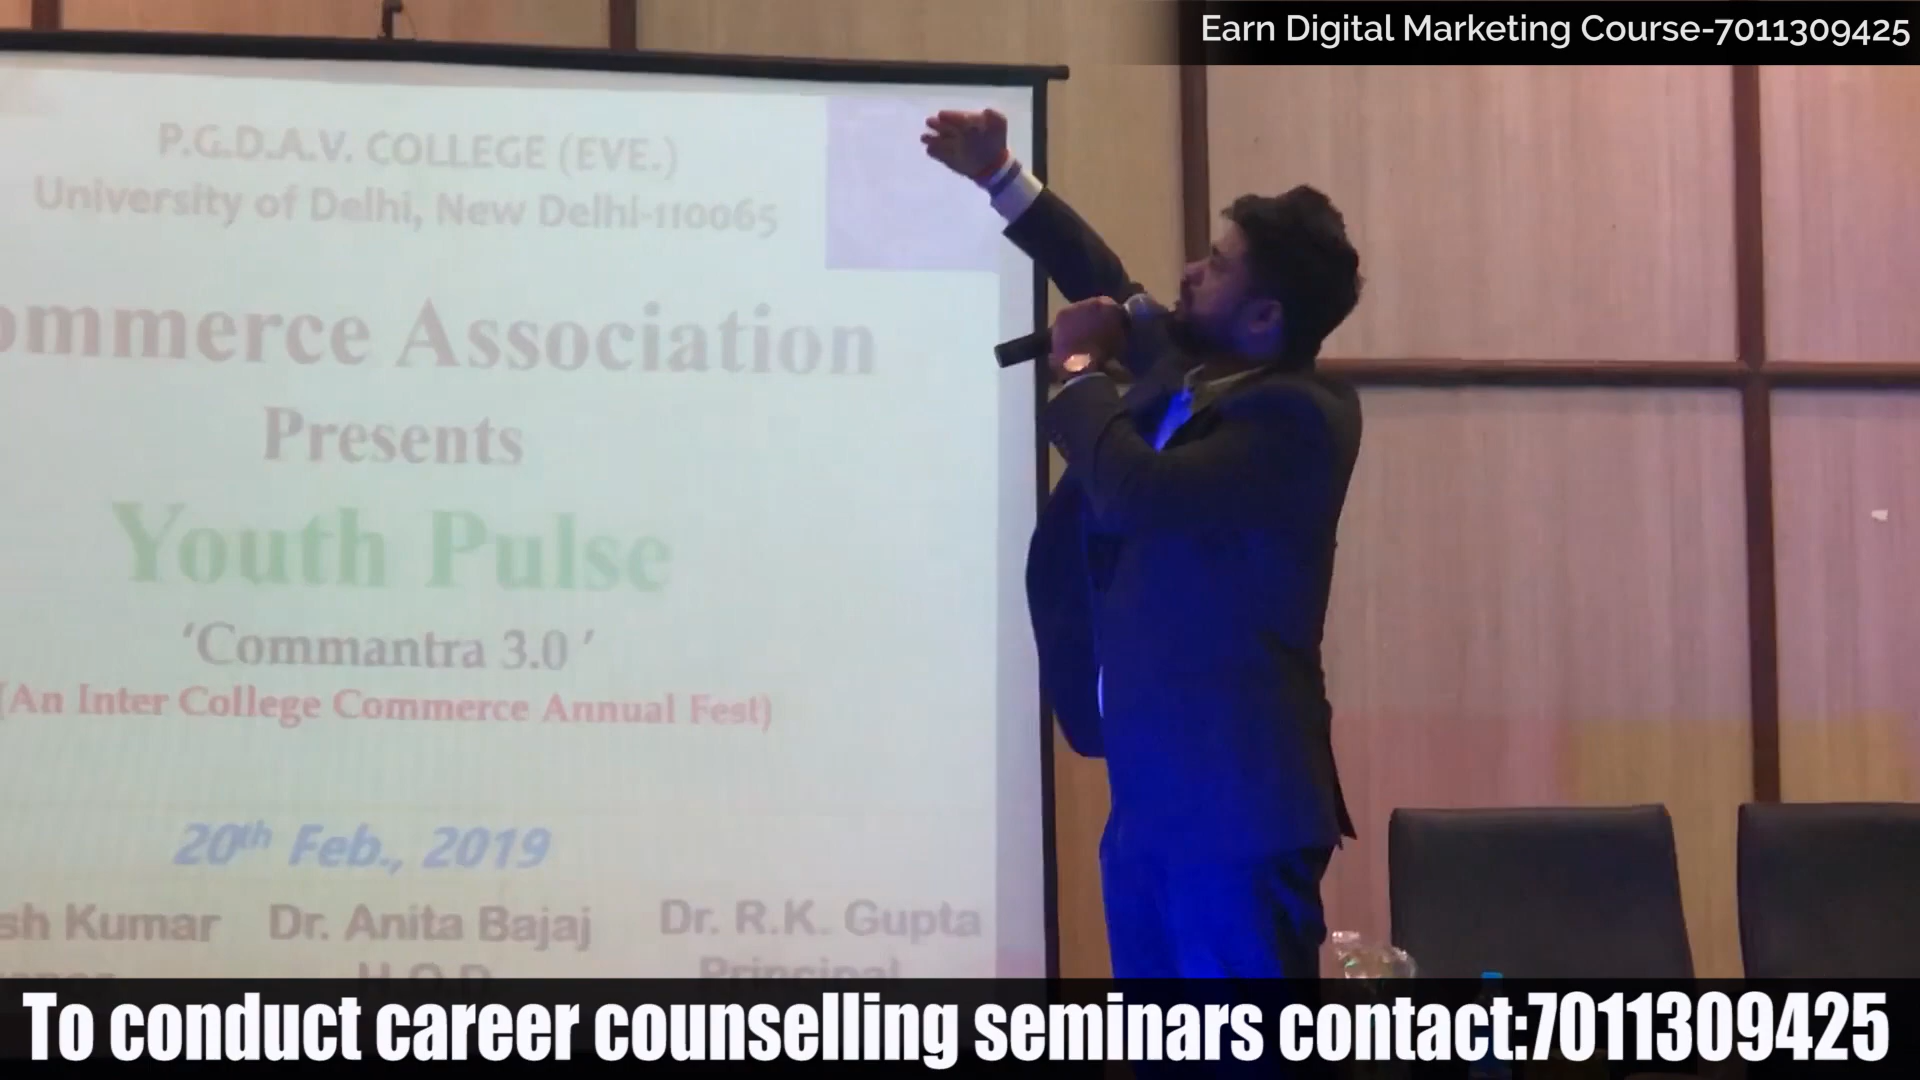 Earn Digital Marketing Course-7011309425
P.G.D.A.V. COLLEGE (EVE.)
University of Delhi, New Delhi-110065
ommerce Association
Presents
Youth Pulse
‘Commantra 3.0 ’
(An Inter College Commerce Annual Fest)
20th Feb., 2019
sh Kumar Dr. Anita Bajaj Dr. R.K. Gupta
H.O.D Principal
To conduct career counselling seminars contact:7011309425